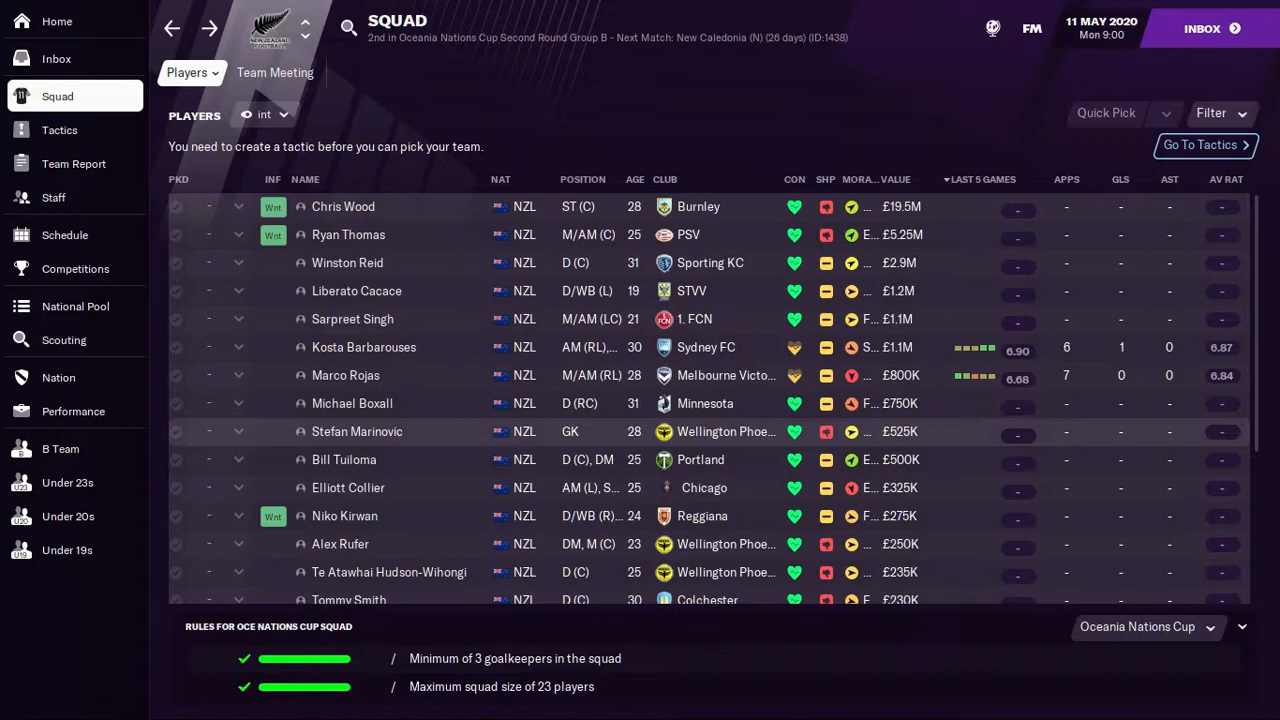 Home
Inbox
Squad
Tactics
Team Report
Staff
Schedule
Competitions
National Pool
Scouting
Nation
Performance
B Team
Under 23s
Under 20s
Under 19s
NEW ZEALAND
FOOTBALL
SQUAD
2nd in Oceania Nations Cup Second Round Group B - Next Match: New Caledonia (N) (26 days) (ID:1438)
FM
11 MAY 2020
Mon 9:00
INBOX
Players
Team Meeting
PLAYERS
int
Quick Pick
Filter
You need to create a tactic before you can pick your team.
Go To Tactics
PKD INF NAME NAT POSITION AGE CLUB CON SHP MORA... VALUE LAST 5 GAMES APPS GLS AST AV RAT
- Wnt Chris Wood NZL ST (C) 28 Burnley ... £19.5M - - - - -
- Wnt Ryan Thomas NZL M/AM (C) 25 PSV E... £5.25M - - - - -
- Winston Reid NZL D (C) 31 Sporting KC ... £2.9M - - - - -
- Liberato Cacace NZL D/WB (L) 19 STVV ... £1.2M - - - - -
- Sarpreet Singh NZL M/AM (LC) 21 1. FCN F... £1.1M - - - - -
- Kosta Barbarouses NZL AM (RL),... 30 Sydney FC S... £1.1M 6.90 6 1 0 6.87
- Marco Rojas NZL M/AM (RL) 28 Melbourne Victo... ... £800K 6.68 7 0 0 6.84
- Michael Boxall NZL D (RC) 31 Minnesota F... £750K - - - - -
- Stefan Marinovic NZL GK 28 Wellington Phoe... ... £525K - - - - -
- Bill Tuiloma NZL D (C), DM 25 Portland E... £500K - - - - -
- Elliott Collier NZL AM (L), S... 25 Chicago E... £325K - - - - -
- Wnt Niko Kirwan NZL D/WB (R)... 24 Reggiana F... £275K - - - - -
- Alex Rufer NZL DM, M (C) 23 Wellington Phoe... E... £250K - - - - -
- Te Atawhai Hudson-Wihongi NZL D (C) 25 Wellington Phoe... ... £235K - - - - -
- Tommy Smith NZL D (C) 30 Colchester F... £230K - - - - -
RULES FOR OCE NATIONS CUP SQUAD
Oceania Nations Cup
/ Minimum of 3 goalkeepers in the squad
/ Maximum squad size of 23 players